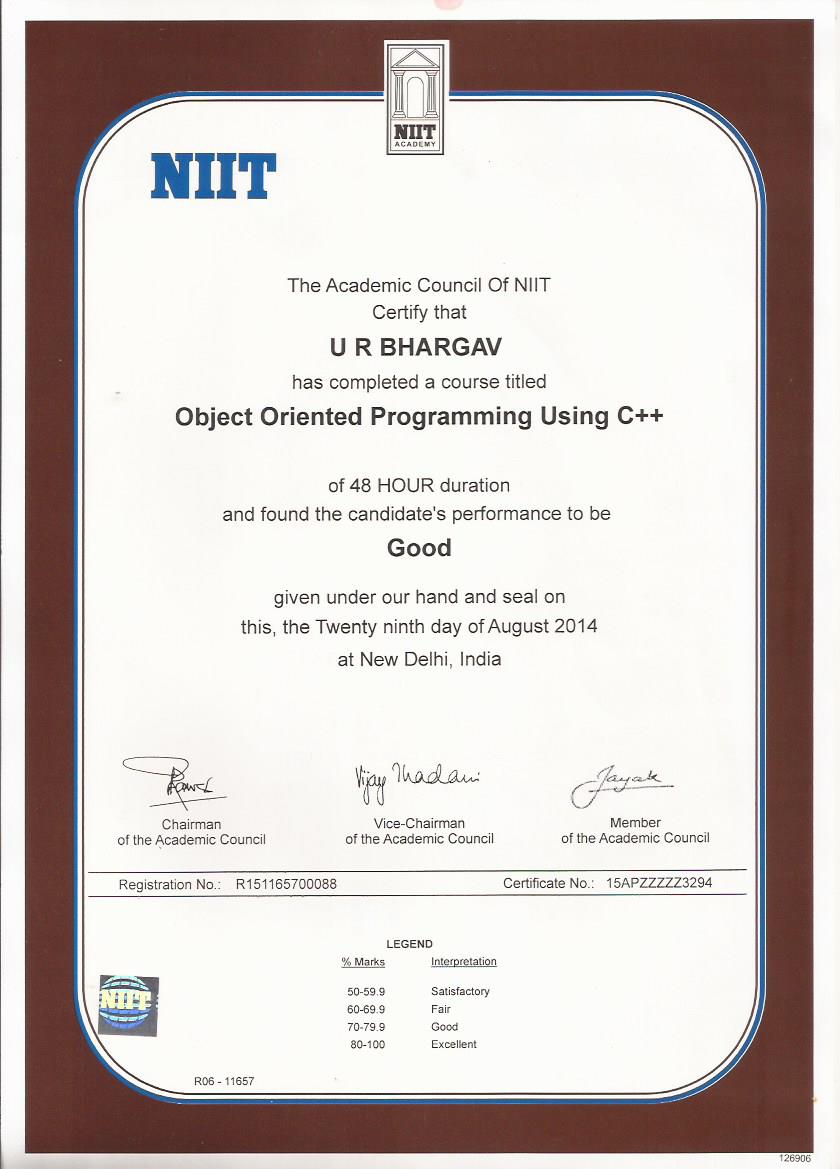 NIIT
ACADEMY
NIIT
The Academic Council Of NIIT
Certify that
U R BHARGAV
has completed a course titled
Object Oriented Programming Using C++
of 48 HOUR duration
and found the candidate's performance to be
Good
given under our hand and seal on
this, the Twenty ninth day of August 2014
at New Delhi, India
Vijay Thadani
Chairman
of the Academic Council
Vice-Chairman
of the Academic Council
Member
of the Academic Council
Registration No.: R151165700088 Certificate No.: 15APZZZZZ3294
LEGEND
% Marks Interpretation
50-59.9 Satisfactory
60-69.9 Fair
70-79.9 Good
80-100 Excellent
NIIT
R06 - 11657
126906